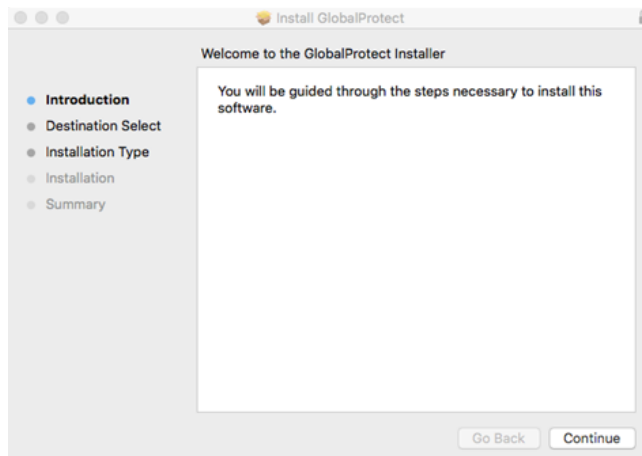 Install GlobalProtect
Welcome to the GlobalProtect Installer
Introduction
Destination Select
Installation Type
Installation
Summary
You will be guided through the steps necessary to install this
software.
Go Back
Continue